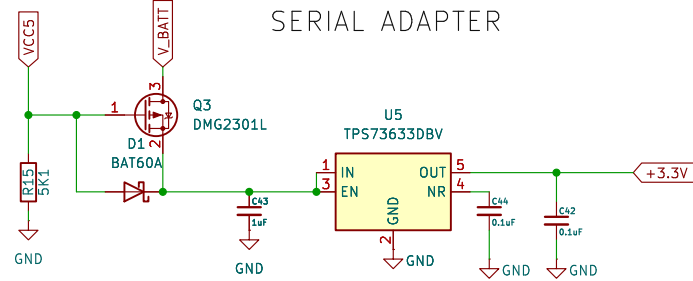 SERIAL ADAPTER
VCC5
V_BATT
3
1
Q3
DMG2301L
2
D1
BAT60A
R15
5K1
GND
C43
1uF
GND
U5
TPS73633DBV
1
IN
OUT
5
3
EN
NR
4
GND
2
GND
C44
0.1uF
GND
C42
0.1uF
GND
+3.3V